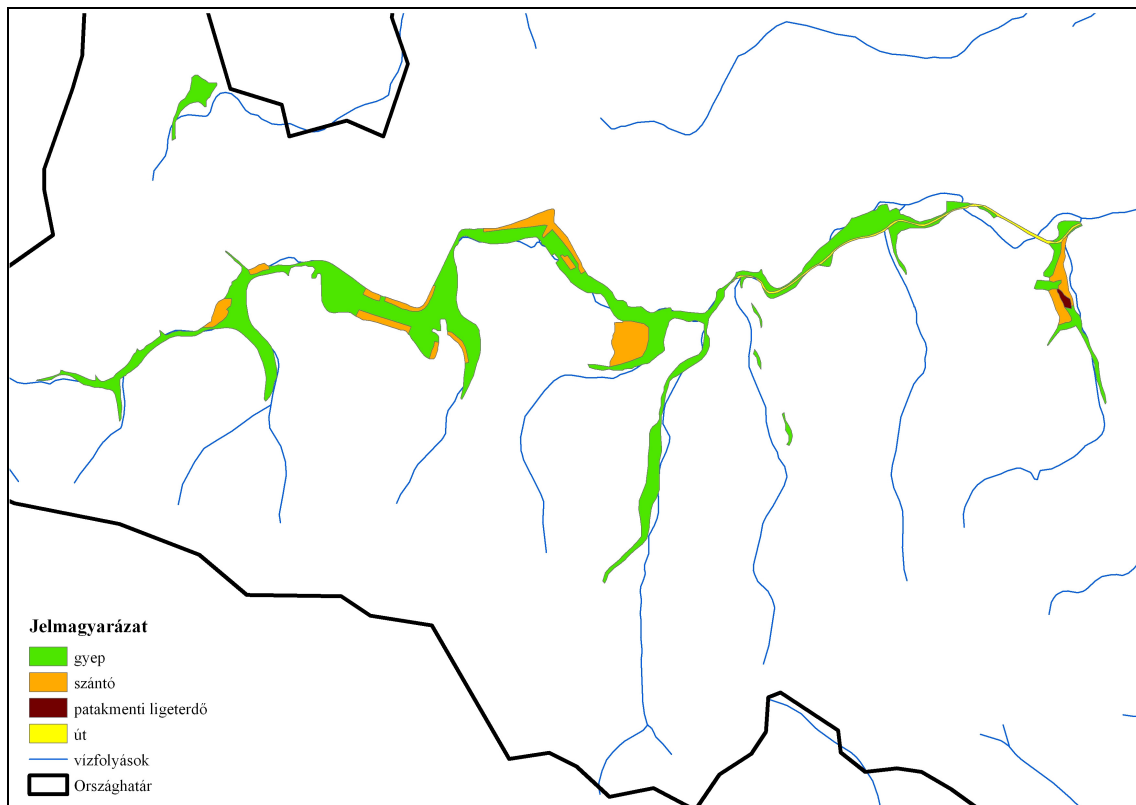 Jelmagyarázat
gyep
szántó
patakmenti ligeterdő
út
vízfolyások
Országhatár